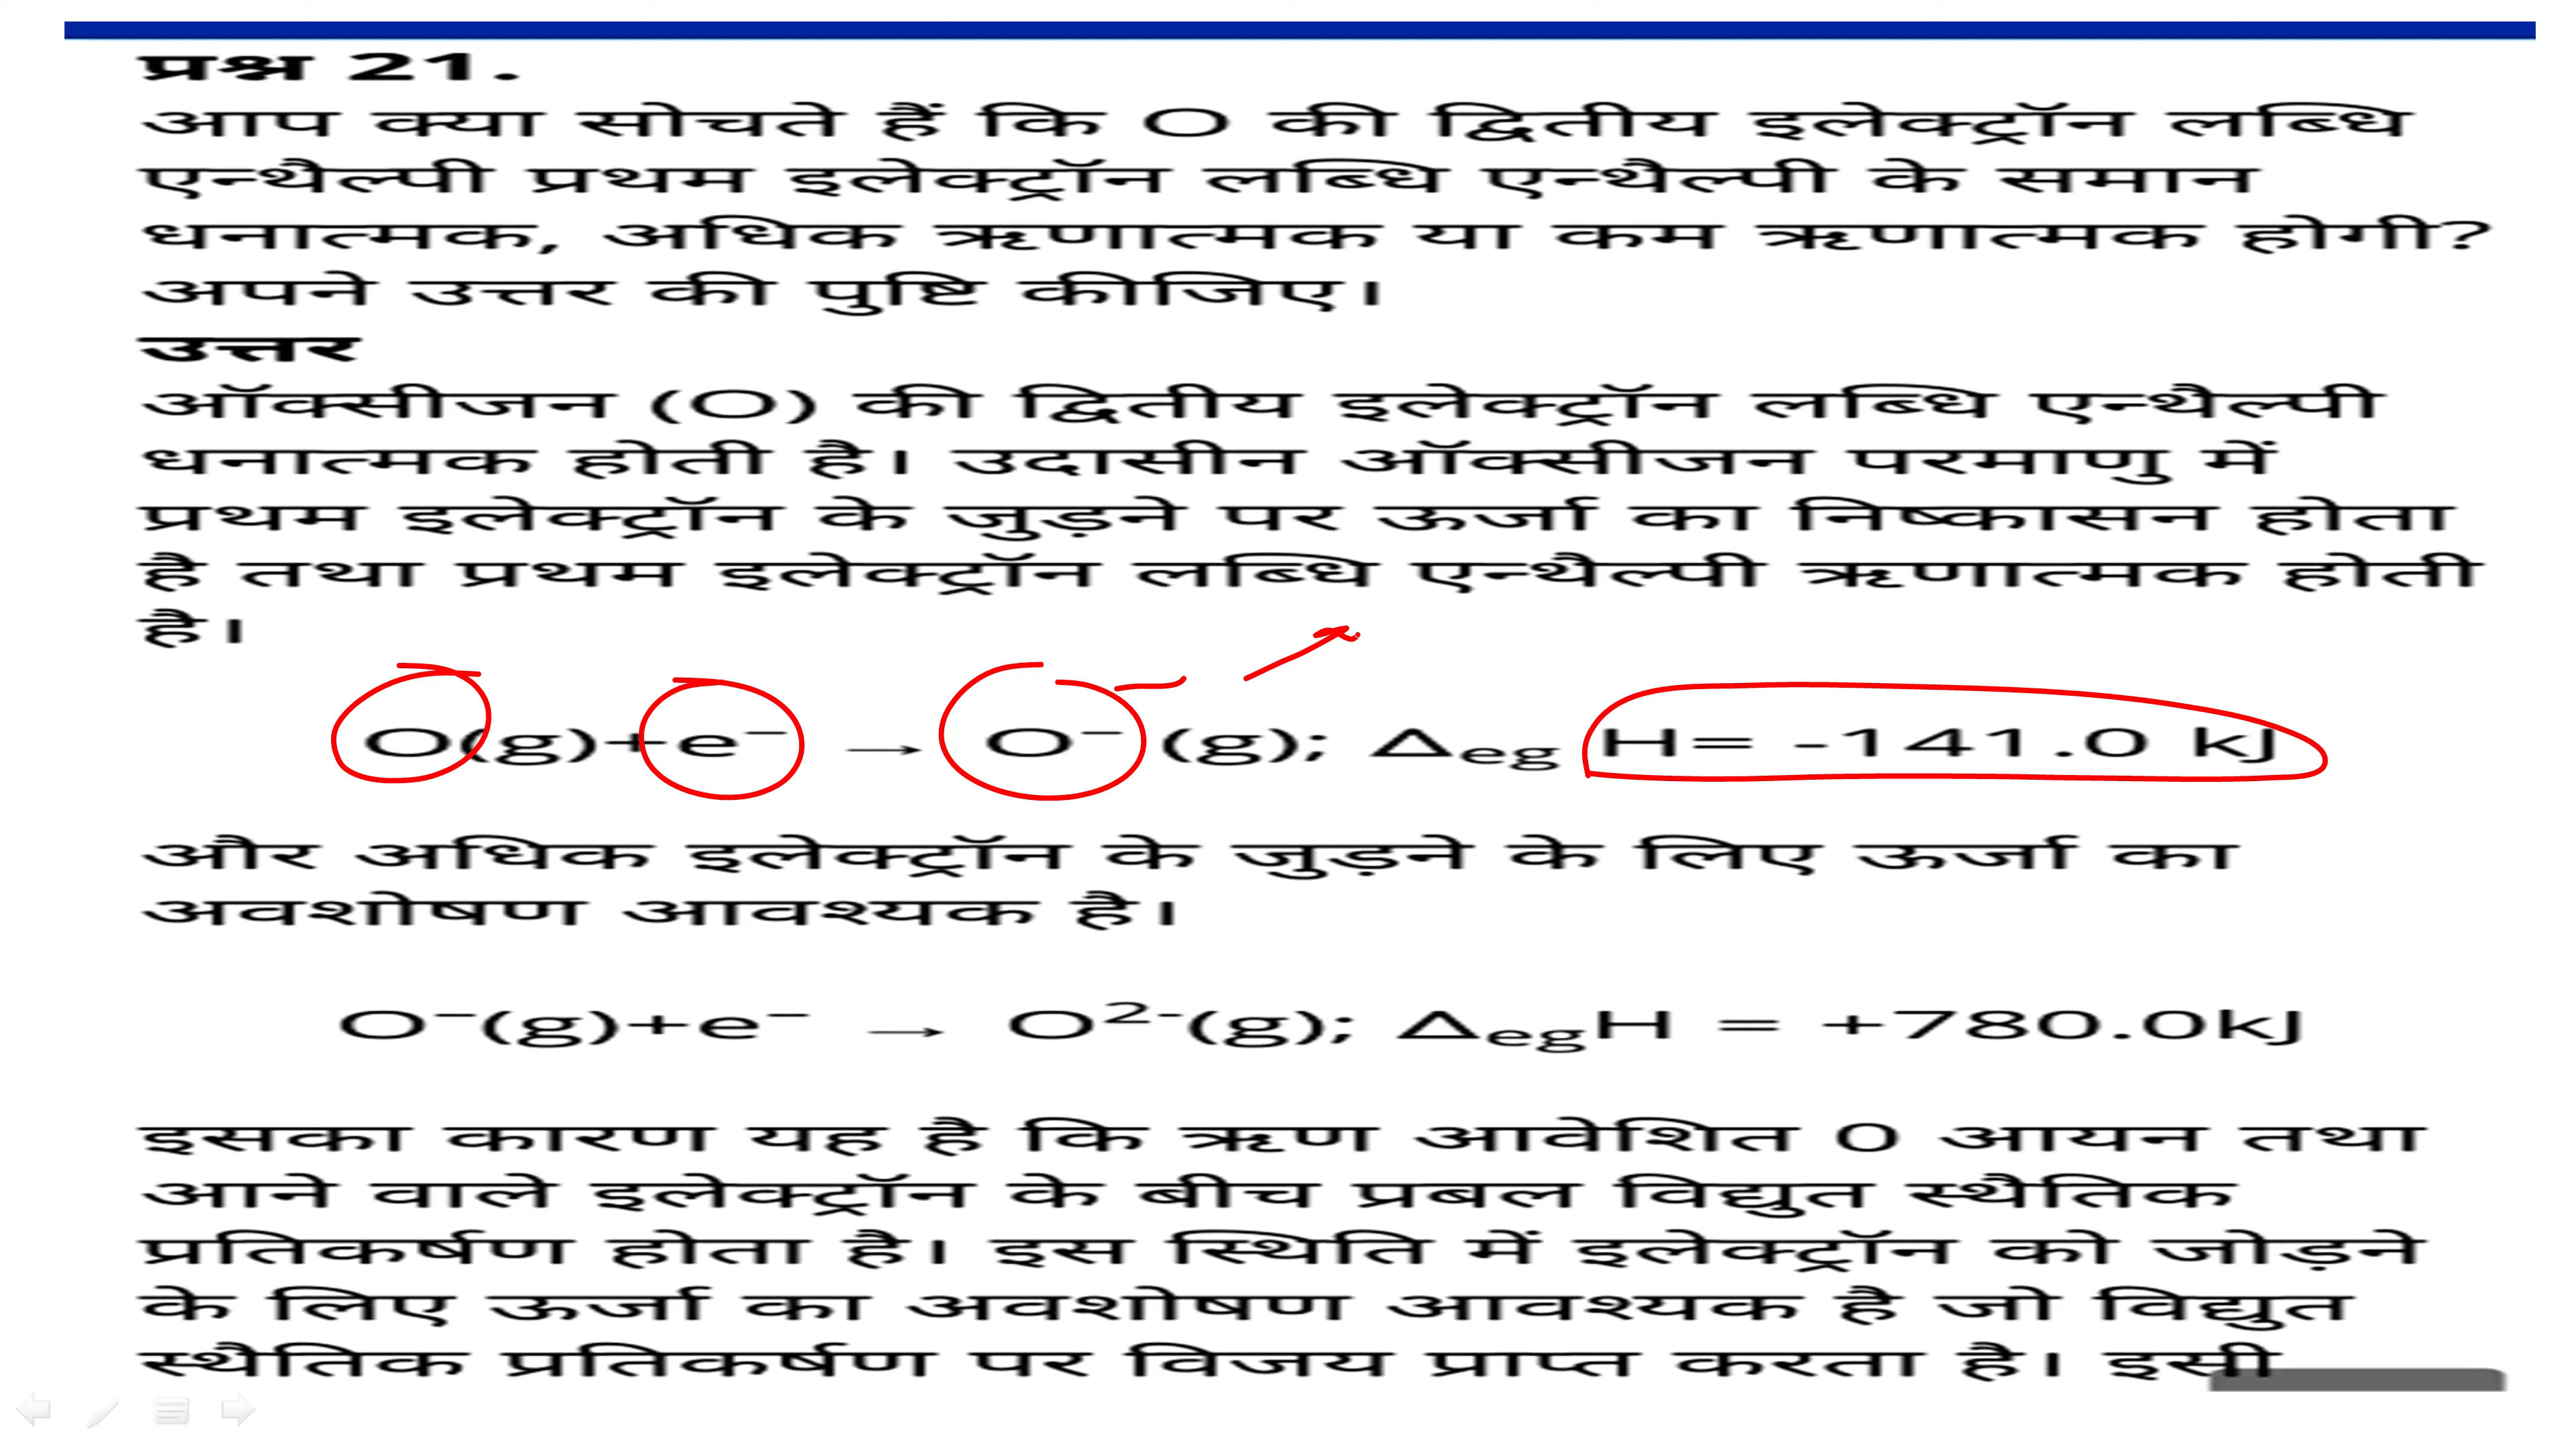 प्रश्न 21.
आप क्या सोचते हैं कि O की द्वितीय इलेक्ट्रॉन लब्धि
एन्थैल्पी प्रथम इलेक्ट्रॉन लब्धि एन्थैल्पी के समान
धनात्मक, अधिक ऋणात्मक या कम ऋणात्मक होगी?
अपने उत्तर की पुष्टि कीजिए।
उत्तर
ऑक्सीजन (O) की द्वितीय इलेक्ट्रॉन लब्धि एन्थैल्पी
धनात्मक होती है। उदासीन ऑक्सीजन परमाणु में
प्रथम इलेक्ट्रॉन के जुड़ने पर ऊर्जा का निष्कासन होता
है तथा प्रथम इलेक्ट्रॉन लब्धि एन्थैल्पी ऋणात्मक होती
है।
O(g)+e⁻ → O⁻ (g); Δeg H= -141.0 kJ
और अधिक इलेक्ट्रॉन के जुड़ने के लिए ऊर्जा का
अवशोषण आवश्यक है।
O⁻(g)+e⁻ → O²⁻(g); ΔegH = +780.0kJ
इसका कारण यह है कि ऋण आवेशित 0 आयन तथा
आने वाले इलेक्ट्रॉन के बीच प्रबल विद्युत स्थैतिक
प्रतिकर्षण होता है। इस स्थिति में इलेक्ट्रॉन को जोड़ने
के लिए ऊर्जा का अवशोषण आवश्यक है जो विद्युत
स्थैतिक प्रतिकर्षण पर विजय प्राप्त करता है। इसी